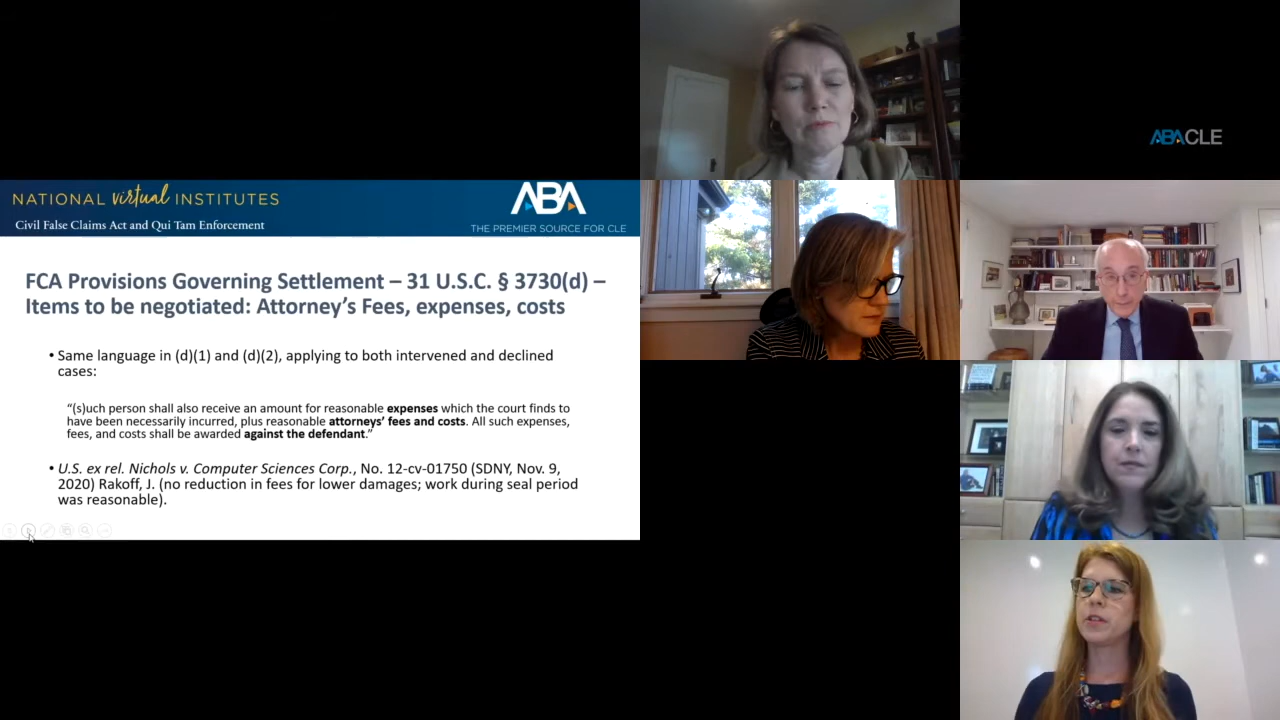 ABACLE
NATIONAL virtual INSTITUTES
Civil False Claims Act and Qui Tam Enforcement
ABA
THE PREMIER SOURCE FOR CLE
FCA Provisions Governing Settlement – 31 U.S.C. § 3730(d) –
Items to be negotiated: Attorney’s Fees, expenses, costs
• Same language in (d)(1) and (d)(2), applying to both intervened and declined
cases:
“(s)uch person shall also receive an amount for reasonable expenses which the court finds to
have been necessarily incurred, plus reasonable attorneys’ fees and costs. All such expenses,
fees, and costs shall be awarded against the defendant.”
• U.S. ex rel. Nichols v. Computer Sciences Corp., No. 12-cv-01750 (SDNY, Nov. 9,
2020) Rakoff, J. (no reduction in fees for lower damages; work during seal period
was reasonable).